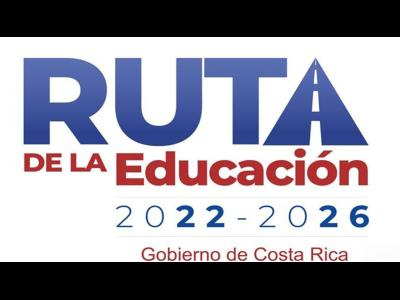 RUTA
DE LA Educación
2022-2026
Gobierno de Costa Rica